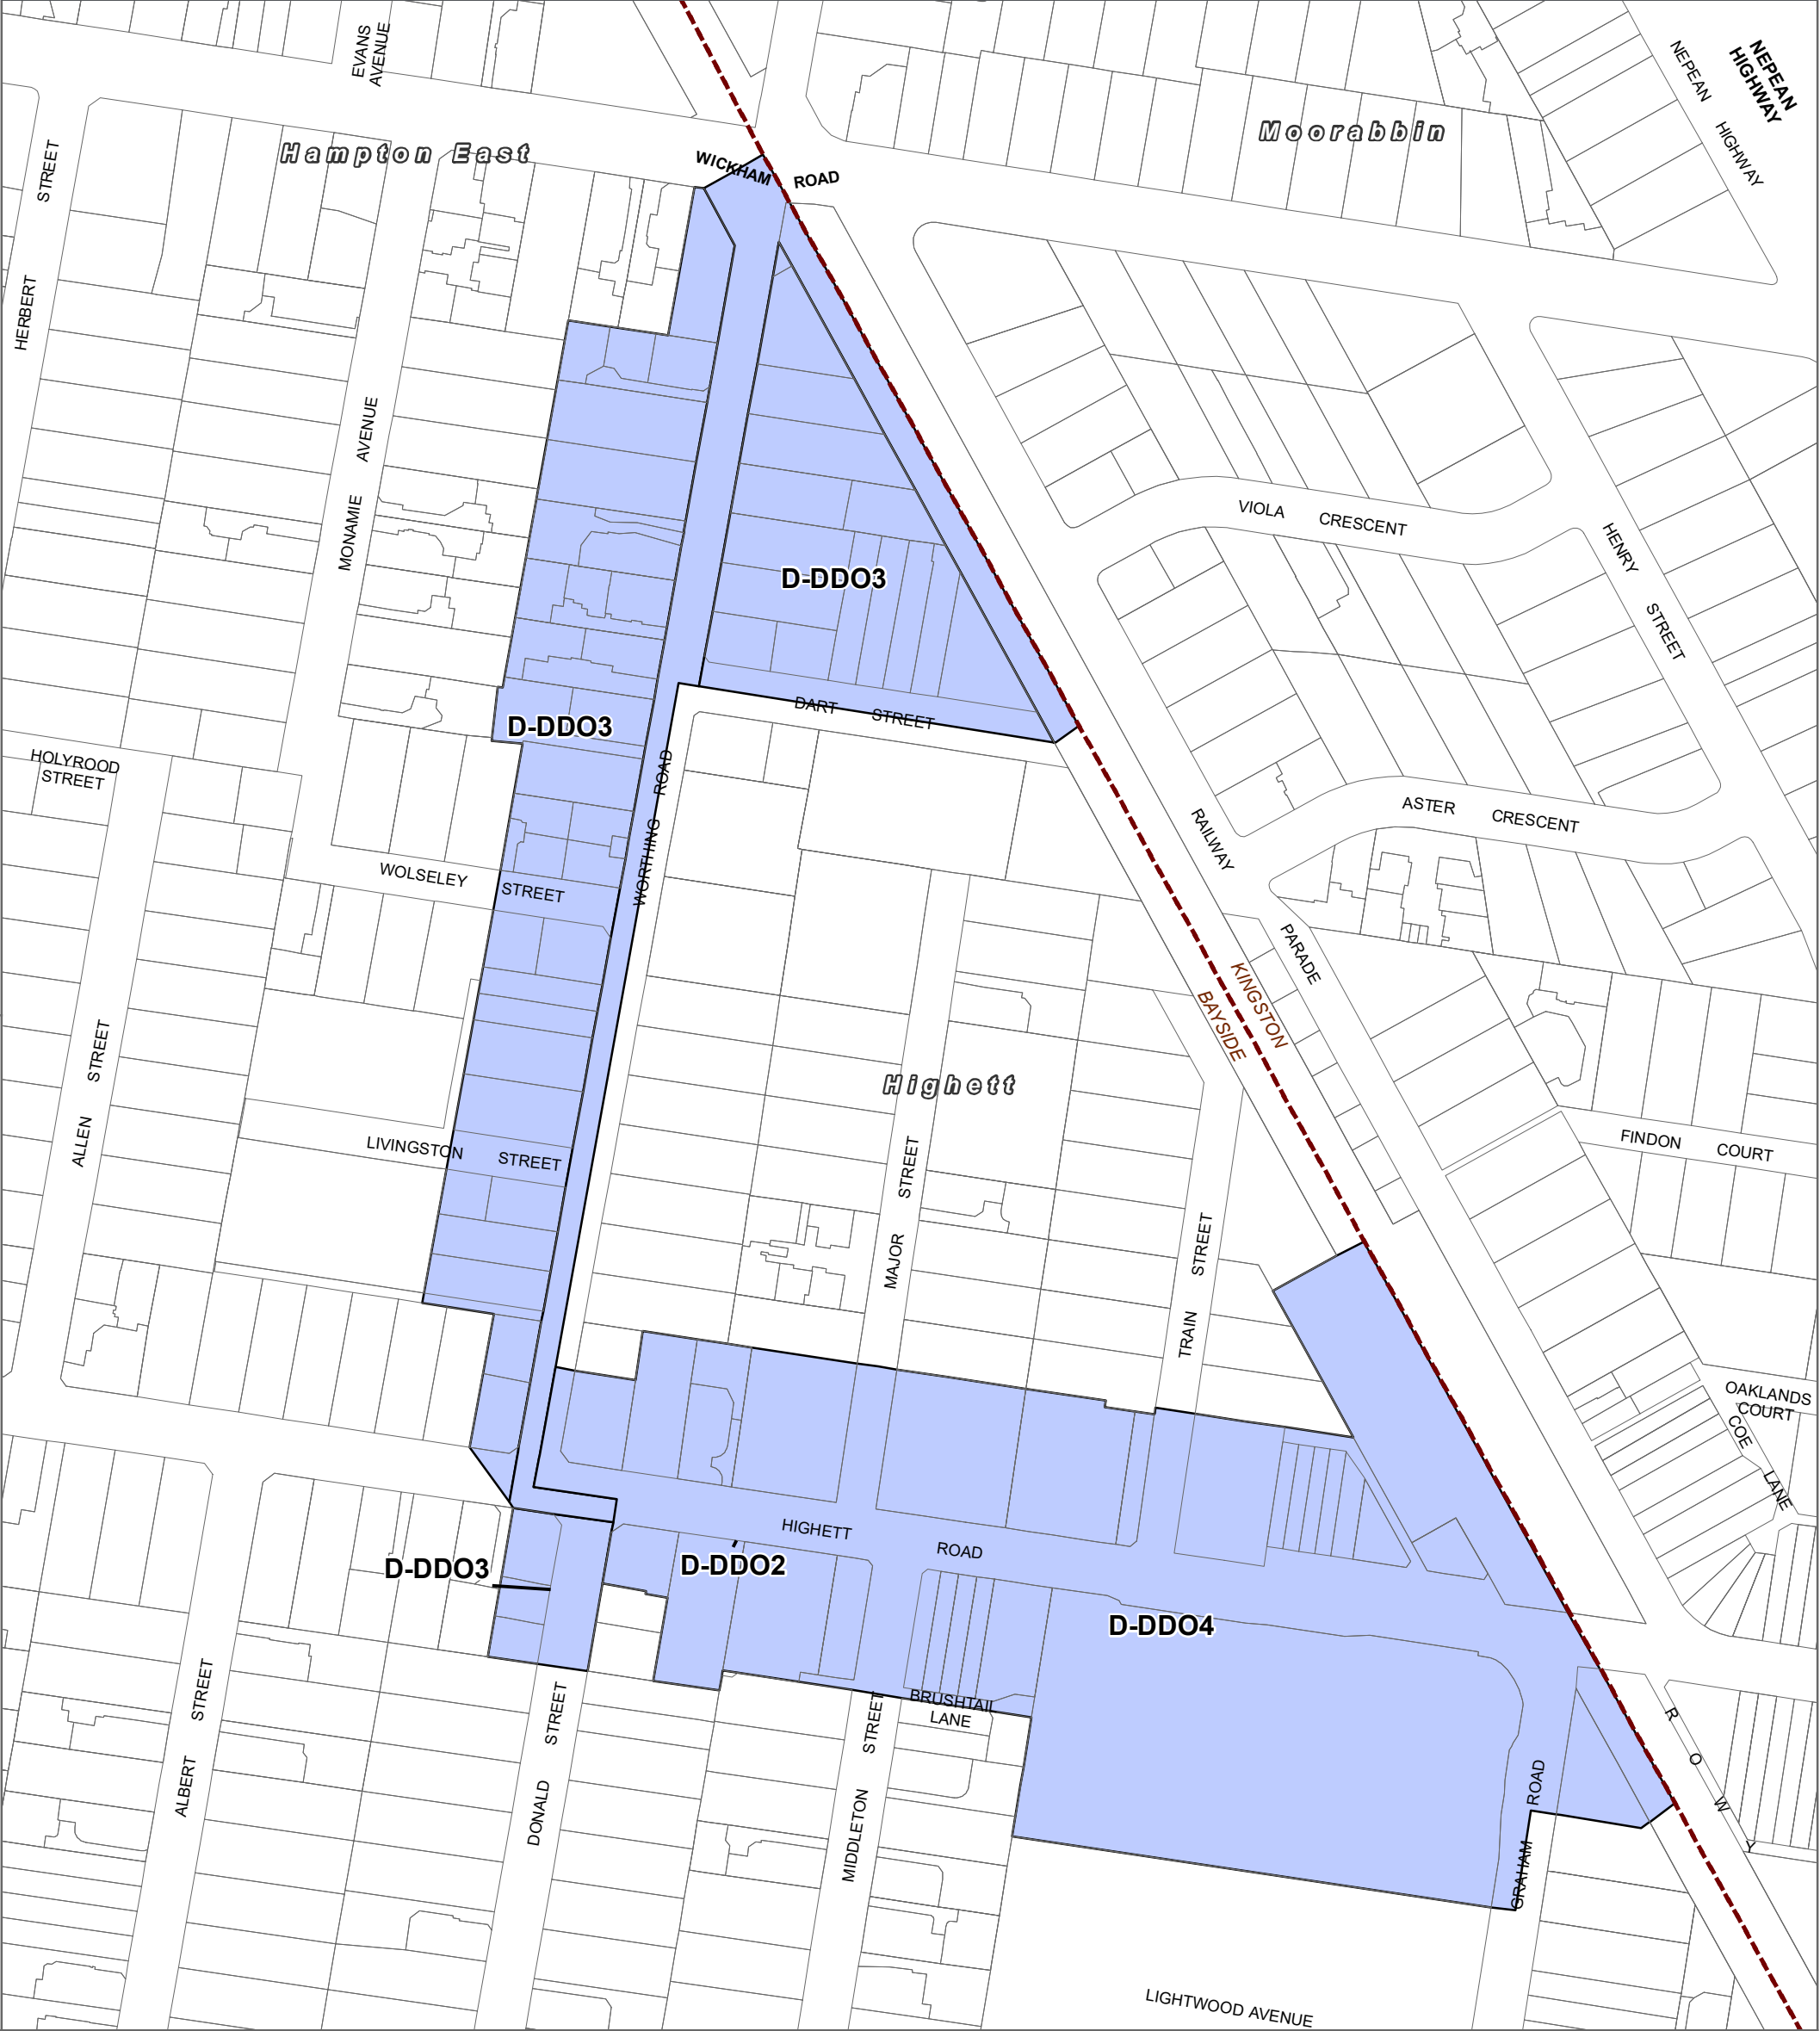 EVANS
AVENUE
NEPEAN
HIGHWAY
NEPEAN HIGHWAY
Hampton East
Moorabbin
WICKHAM ROAD
HERBERT STREET
MONAMIE AVENUE
VIOLA CRESCENT
HENRY STREET
D-DDO3
D-DDO3
DART STREET
HOLYROOD
STREET
WORTHING ROAD
ASTER CRESCENT
WOLSELEY STREET
RAILWAY PARADE
KINGSTON
BAYSIDE
Highett
ALLEN STREET
LIVINGSTON STREET
MAJOR STREET
TRAIN STREET
FINDON COURT
OAKLANDS
COURT
COE LANE
HIGHETT ROAD
D-DDO3
D-DDO2
D-DDO4
BRUSHTAIL
LANE
ALBERT STREET
DONALD STREET
MIDDLETON STREET
GRAHAM ROAD
R O W Y
LIGHTWOOD AVENUE